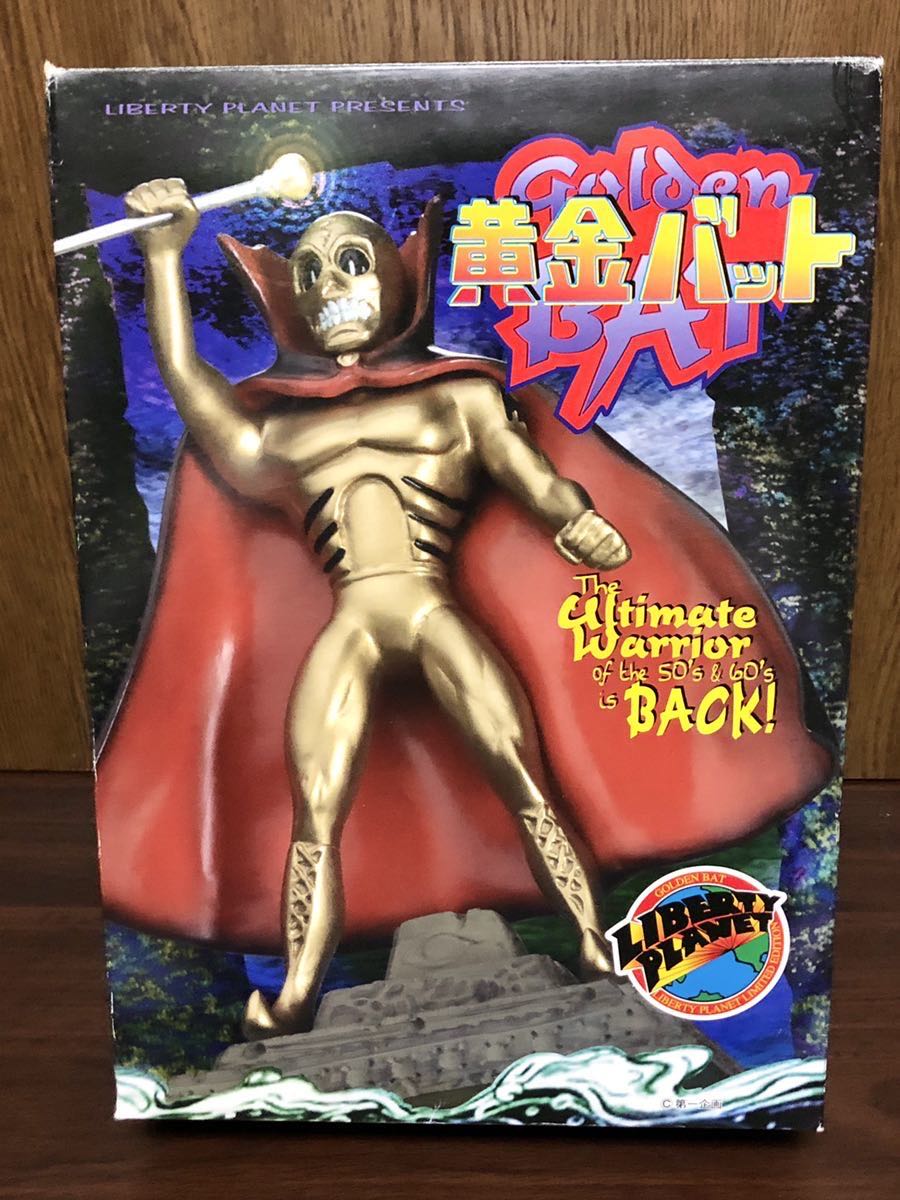 LIBERTY PLANET PRESENTS
Golden
黄金バット
BAT
The
Ultimate
Warrior
of the 50's & 60's
is BACK!
GOLDEN BAT
LIBERTY
PLANET
LIBERTY PLANET LIMITED EDITION
C 第一企画